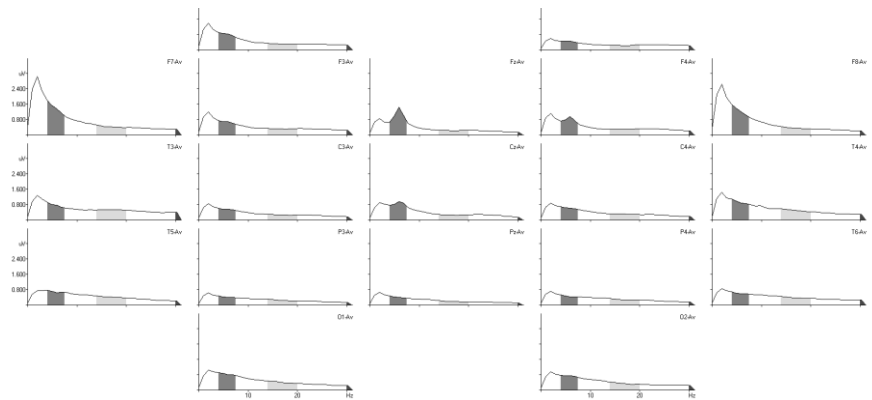 F7-Av
F3-Av
Fz-Av
F4-Av
F8-Av
uV
2.400
1.600
0.800
T3-Av
C3-Av
Cz-Av
C4-Av
T4-Av
uV
2.400
1.600
0.800
T5-Av
P3-Av
Pz-Av
P4-Av
T6-Av
uV
2.400
1.600
0.800
O1-Av
O2-Av
10
20
Hz
10
20
Hz